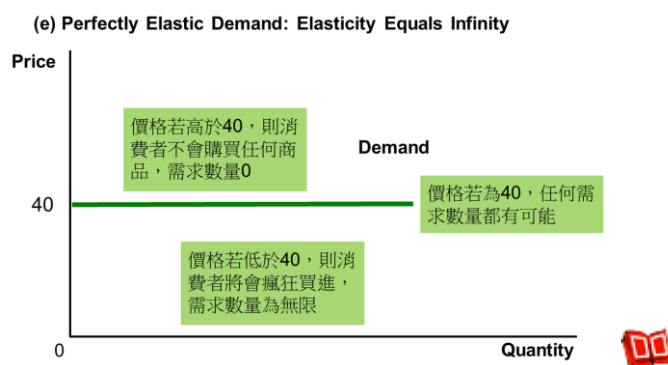 (e) Perfectly Elastic Demand: Elasticity Equals Infinity
Price
價格若高於40，則消
費者不會購買任何商
品，需求數量0
Demand
40
價格若為40，任何需
求數量都有可能
價格若低於40，則消
費者將會瘋狂買進，
需求數量為無限
0
Quantity